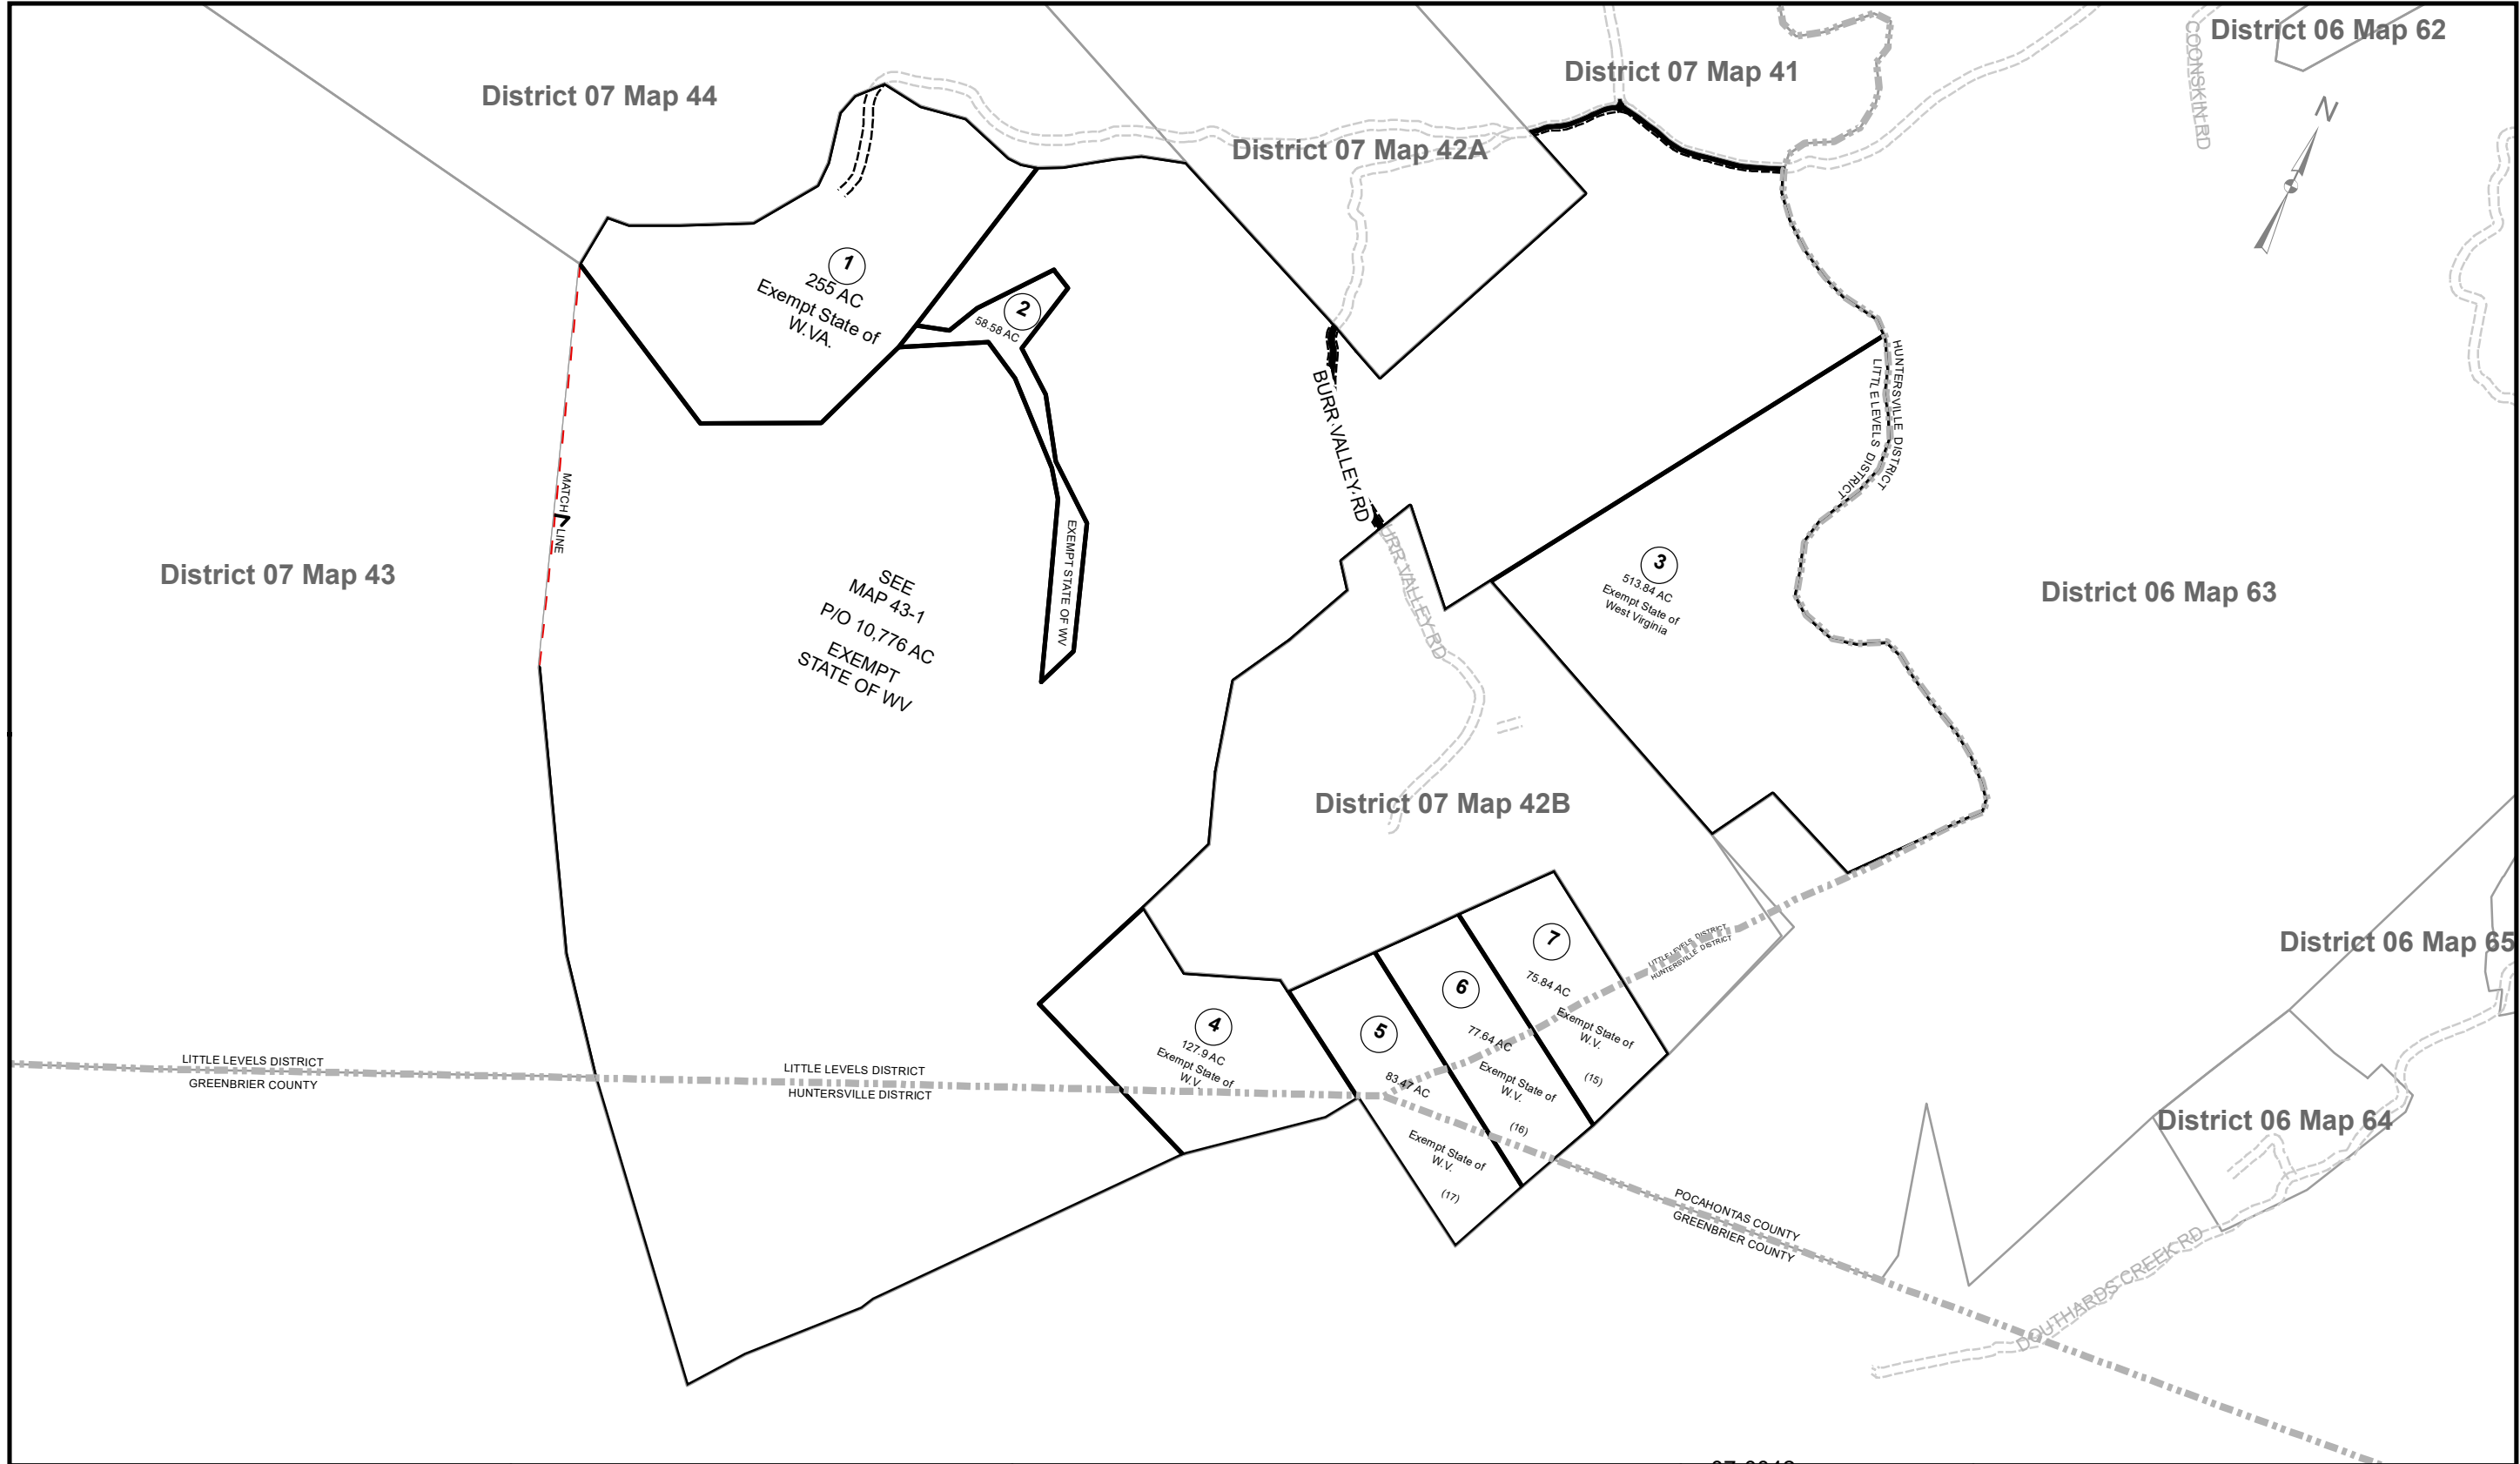 District 06 Map 62
COONSKIN RD
District 07 Map 41
District 07 Map 44
N
District 07 Map 42A
1
255 AC
Exempt State of
W.VA.
2
58.58 AC
EXEMPT STATE OF WV
BURR VALLEY RD
HUNTERSVILLE DISTRICT
LITTLE LEVELS DISTRICT
MATCH LINE
District 07 Map 43
SEE
MAP 43-1
P/O 10,776 AC
EXEMPT
STATE OF WV
BURR VALLEY RD
3
513.84 AC
Exempt State of
West Virginia
District 06 Map 63
District 07 Map 42B
7
75.84 AC
Exempt State of
W.V.
(15)
6
77.64 AC
Exempt State of
W.V.
(16)
5
83.47 AC
Exempt State of
W.V.
(17)
4
127.9 AC
Exempt State of
W.V.
LITTLE LEVELS DISTRICT
HUNTERSVILLE DISTRICT
District 06 Map 65
LITTLE LEVELS DISTRICT
GREENBRIER COUNTY
LITTLE LEVELS DISTRICT
HUNTERSVILLE DISTRICT
District 06 Map 64
POCAHONTAS COUNTY
GREENBRIER COUNTY
DOUTHARDS CREEK RD